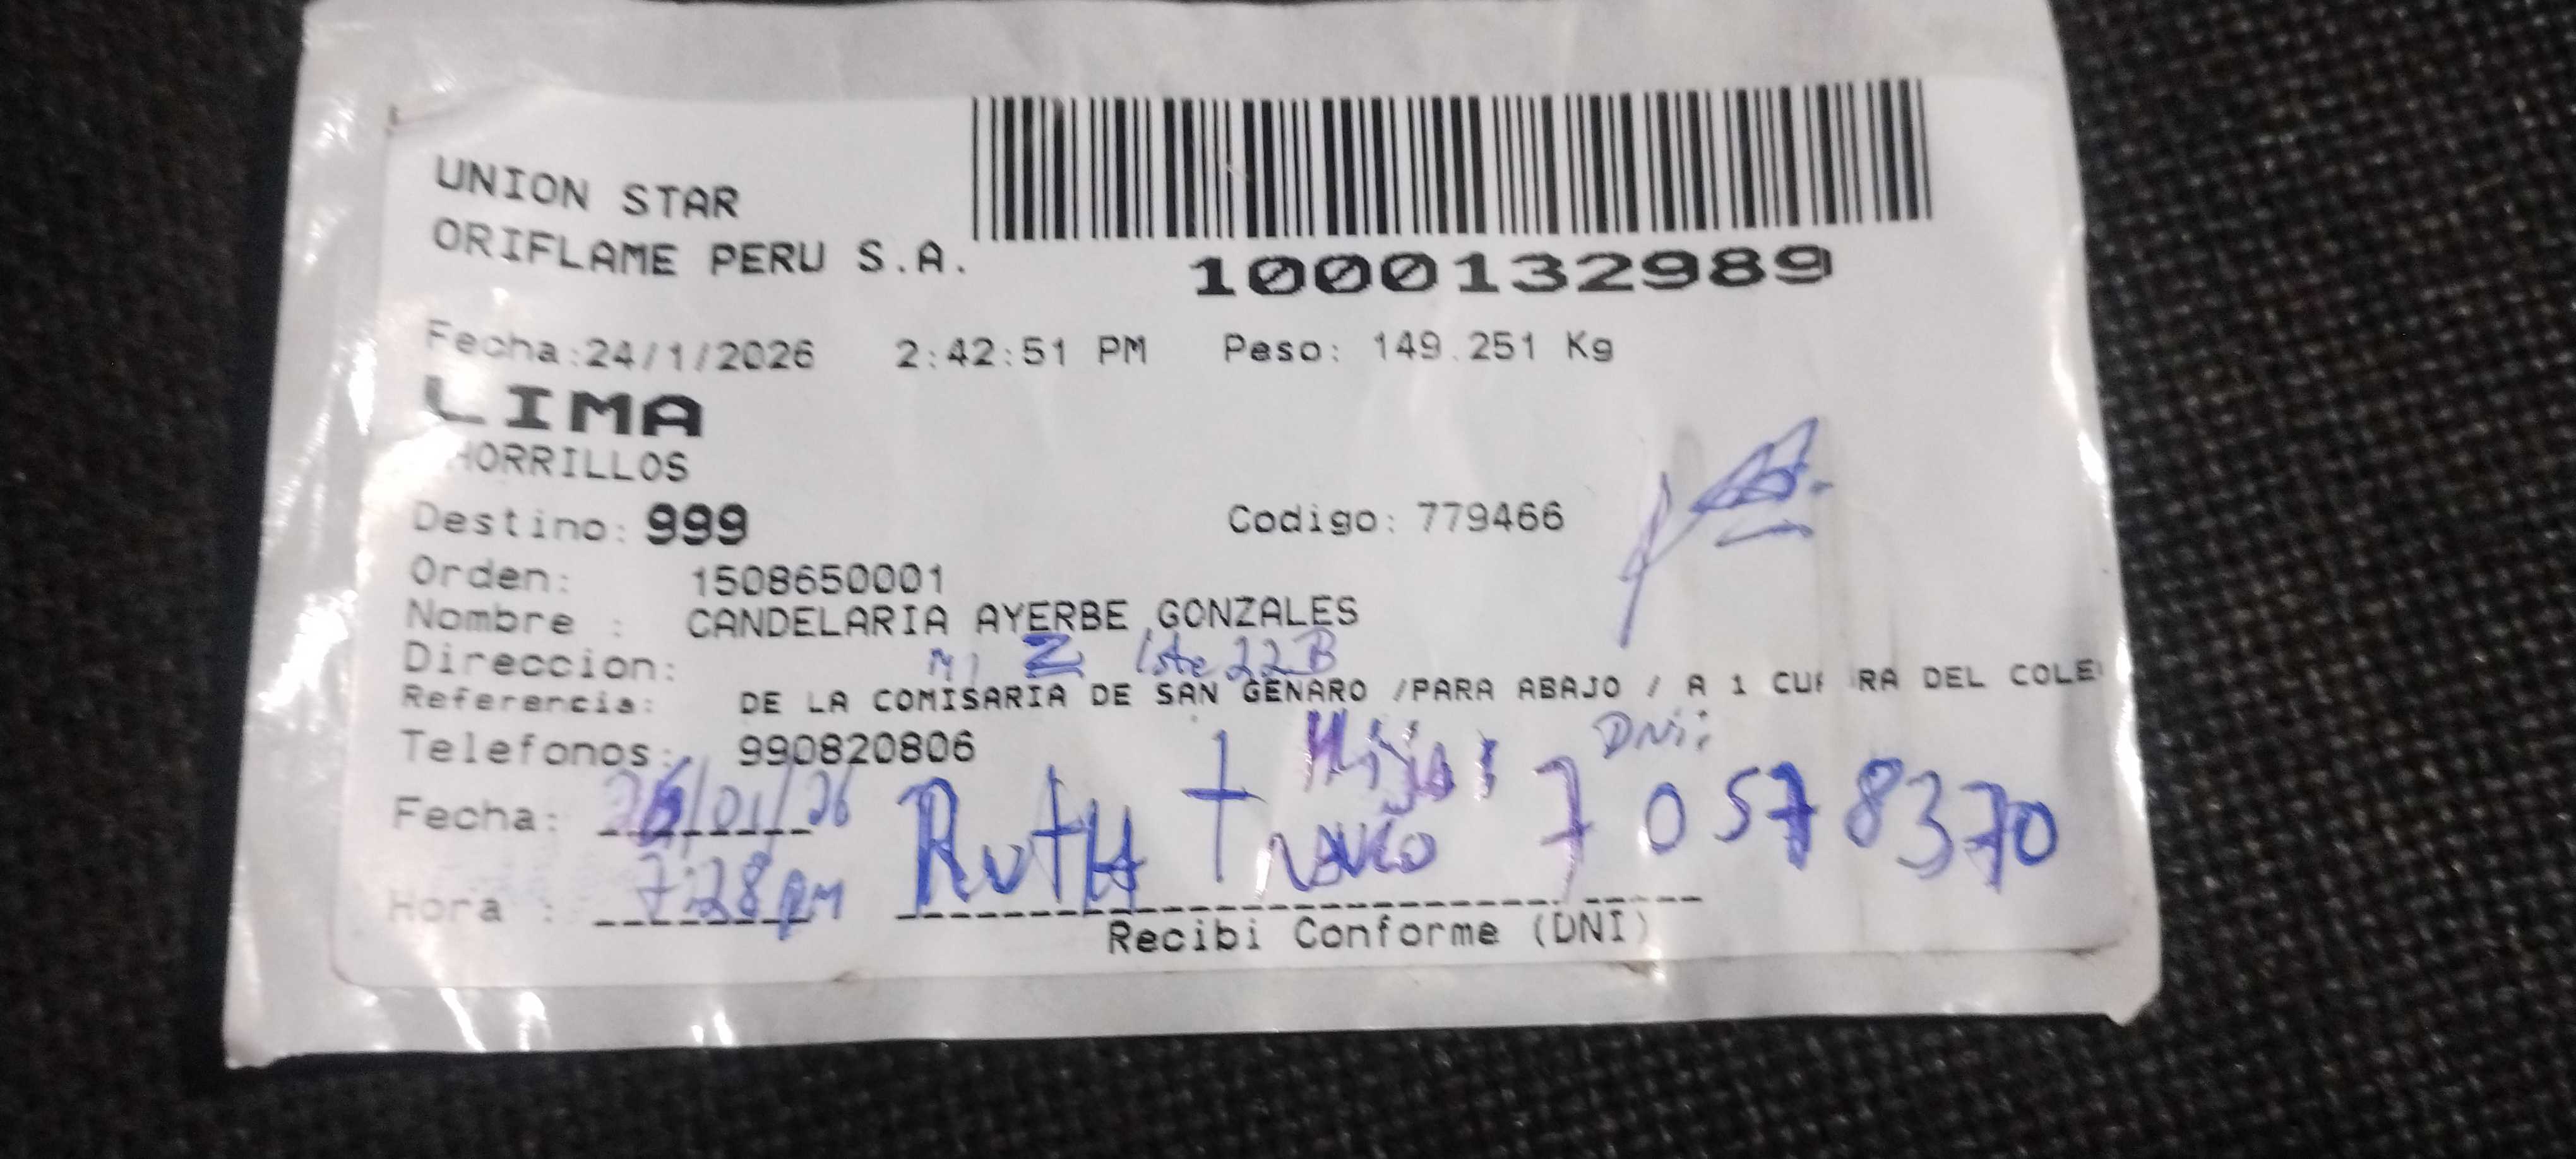 UNION STAR
ORIFLAME PERU S.A.
1000132989
Fecha:24/1/2026 2:42:51 PM Peso: 149.251 Kg
LIMA
HORRILLOS
Destino: 999 Codigo: 779466
Orden: 1508650001
Nombre : CANDELARIA AYERBE GONZALES
Direccion: Z lste 22 B
Referencia: DE LA COMISARIA DE SAN GENARO /PARA ABAJO / A 1 CU RA DEL COLE
Telefonos: 990820806
DNi:
Fecha: 26/01/26
Ruth T Hija 70578370
Hora : 7:28 pm
Recibi Conforme (DNI)